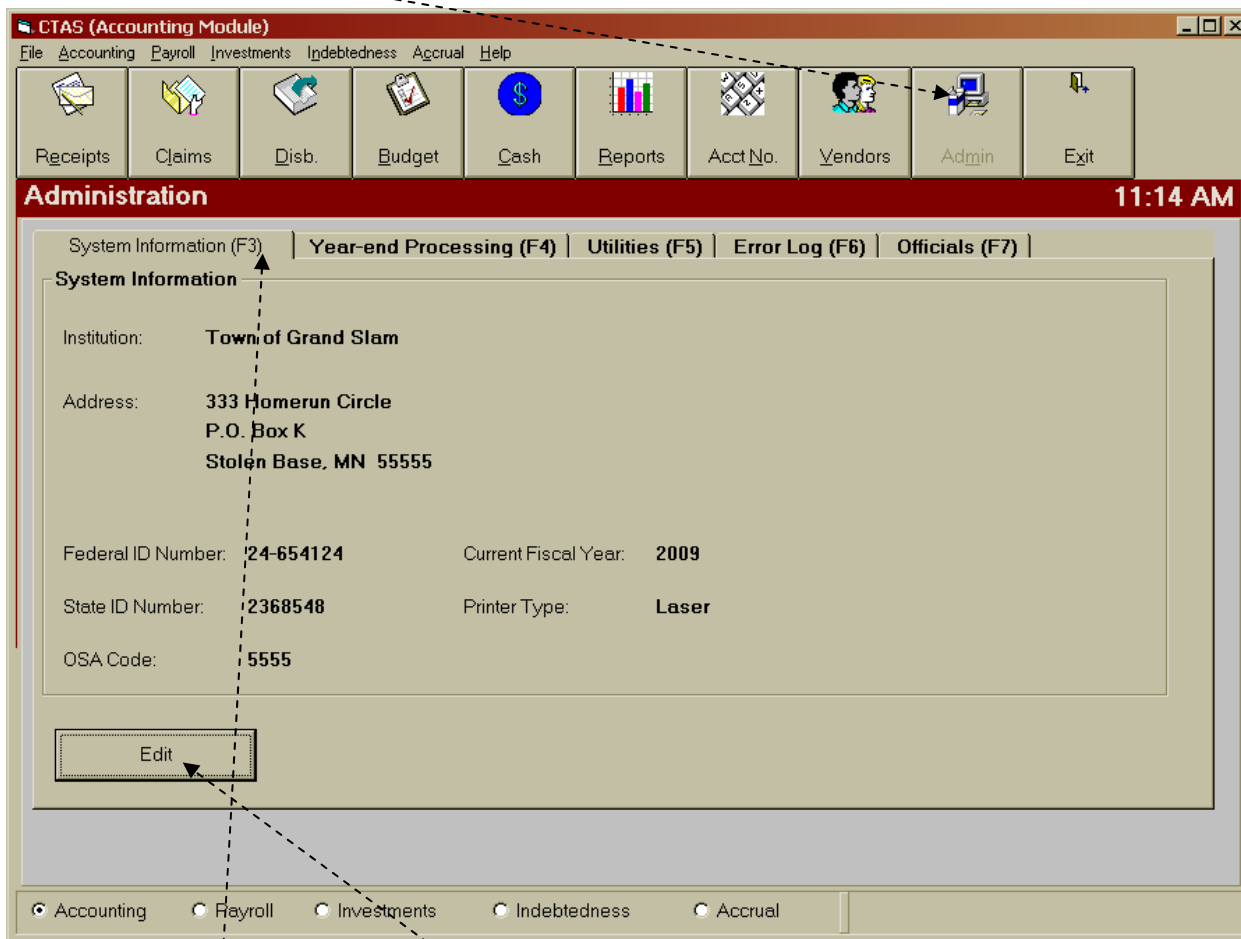 CTAS (Accounting Module)
File Accounting Payroll Investments Indebtedness Accrual Help
Receipts Claims Disb. Budget Cash Reports Acct No. Vendors Admin Exit
Administration 11:14 AM
System Information (F3) Year-end Processing (F4) Utilities (F5) Error Log (F6) Officials (F7)
System Information
Institution: Town of Grand Slam
Address: 333 Homerun Circle
P.O. Box K
Stolen Base, MN 55555
Federal ID Number: 24-654124 Current Fiscal Year: 2009
State ID Number: 2368548 Printer Type: Laser
OSA Code: 5555
Edit
Accounting Payroll Investments Indebtedness Accrual